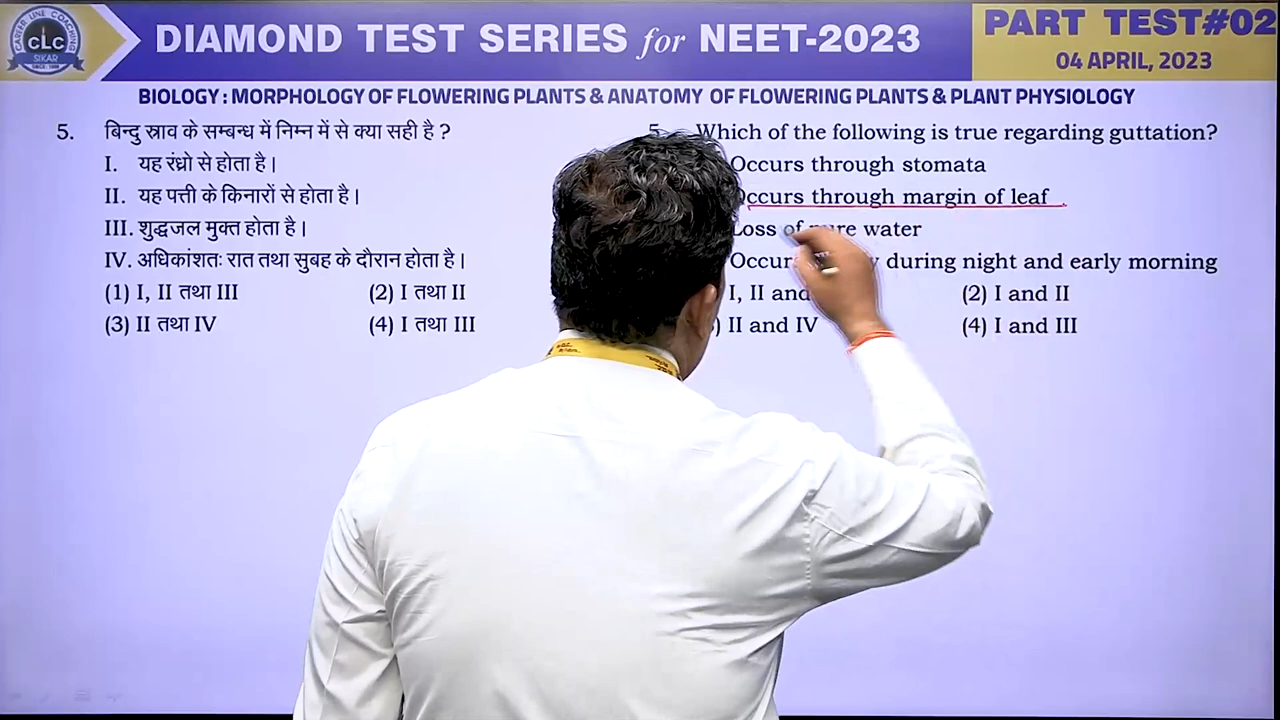 CAREER LINE COACHING
CLC
SIKAR
SINCE 1996
DIAMOND TEST SERIES for NEET-2023
PART TEST#02
04 APRIL, 2023
BIOLOGY : MORPHOLOGY OF FLOWERING PLANTS & ANATOMY OF FLOWERING PLANTS & PLANT PHYSIOLOGY
5. बिन्दु स्राव के सम्बन्ध में निम्न में से क्या सही है ?
I. यह रंध्रो से होता है।
II. यह पत्ती के किनारों से होता है।
III. शुद्धजल मुक्त होता है।
IV. अधिकांशतः रात तथा सुबह के दौरान होता है।
(1) I, II तथा III (2) I तथा II
(3) II तथा IV (4) I तथा III
5. Which of the following is true regarding guttation?
Occurs through stomata
Occurs through margin of leaf
Loss of pure water
Occurs during night and early morning
I, II and (2) I and II
II and IV (4) I and III